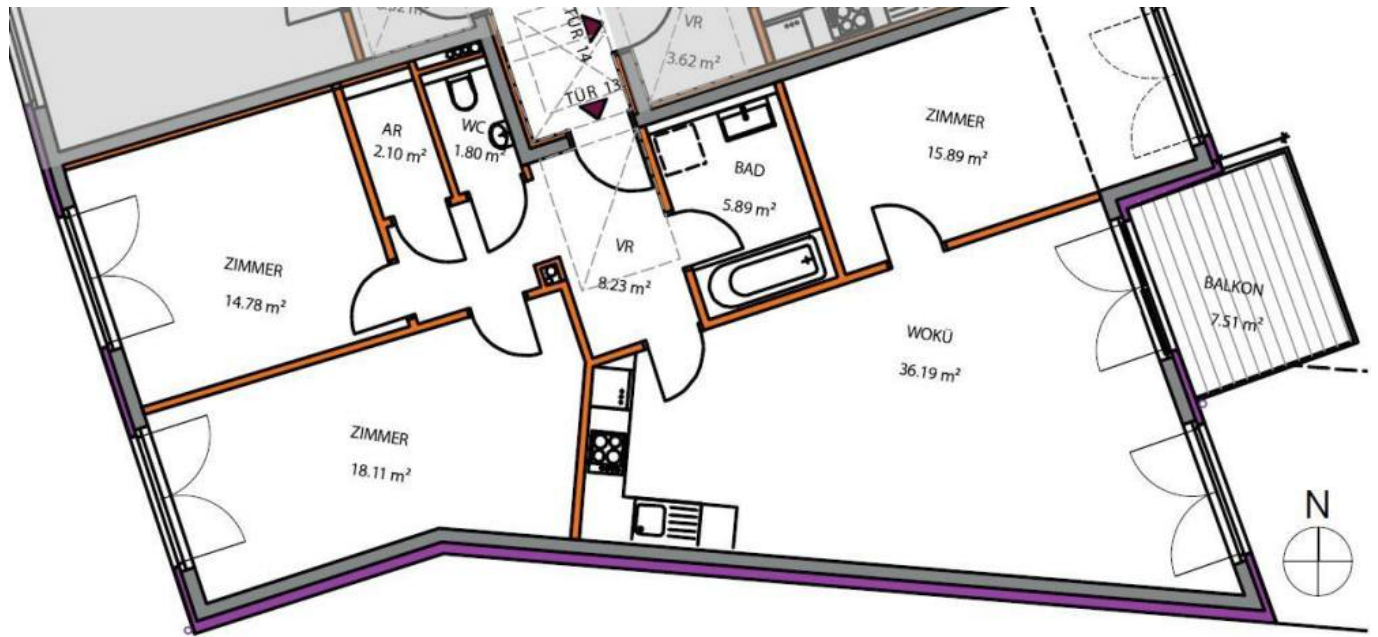 VR
3.62 m²
TÜR 14
TÜR 13
AR
2.10 m²
WC
1.80 m²
BAD
5.89 m²
ZIMMER
15.89 m²
ZIMMER
14.78 m²
VR
8.23 m²
BALKON
7.51 m²
WOKÜ
36.19 m²
ZIMMER
18.11 m²
N